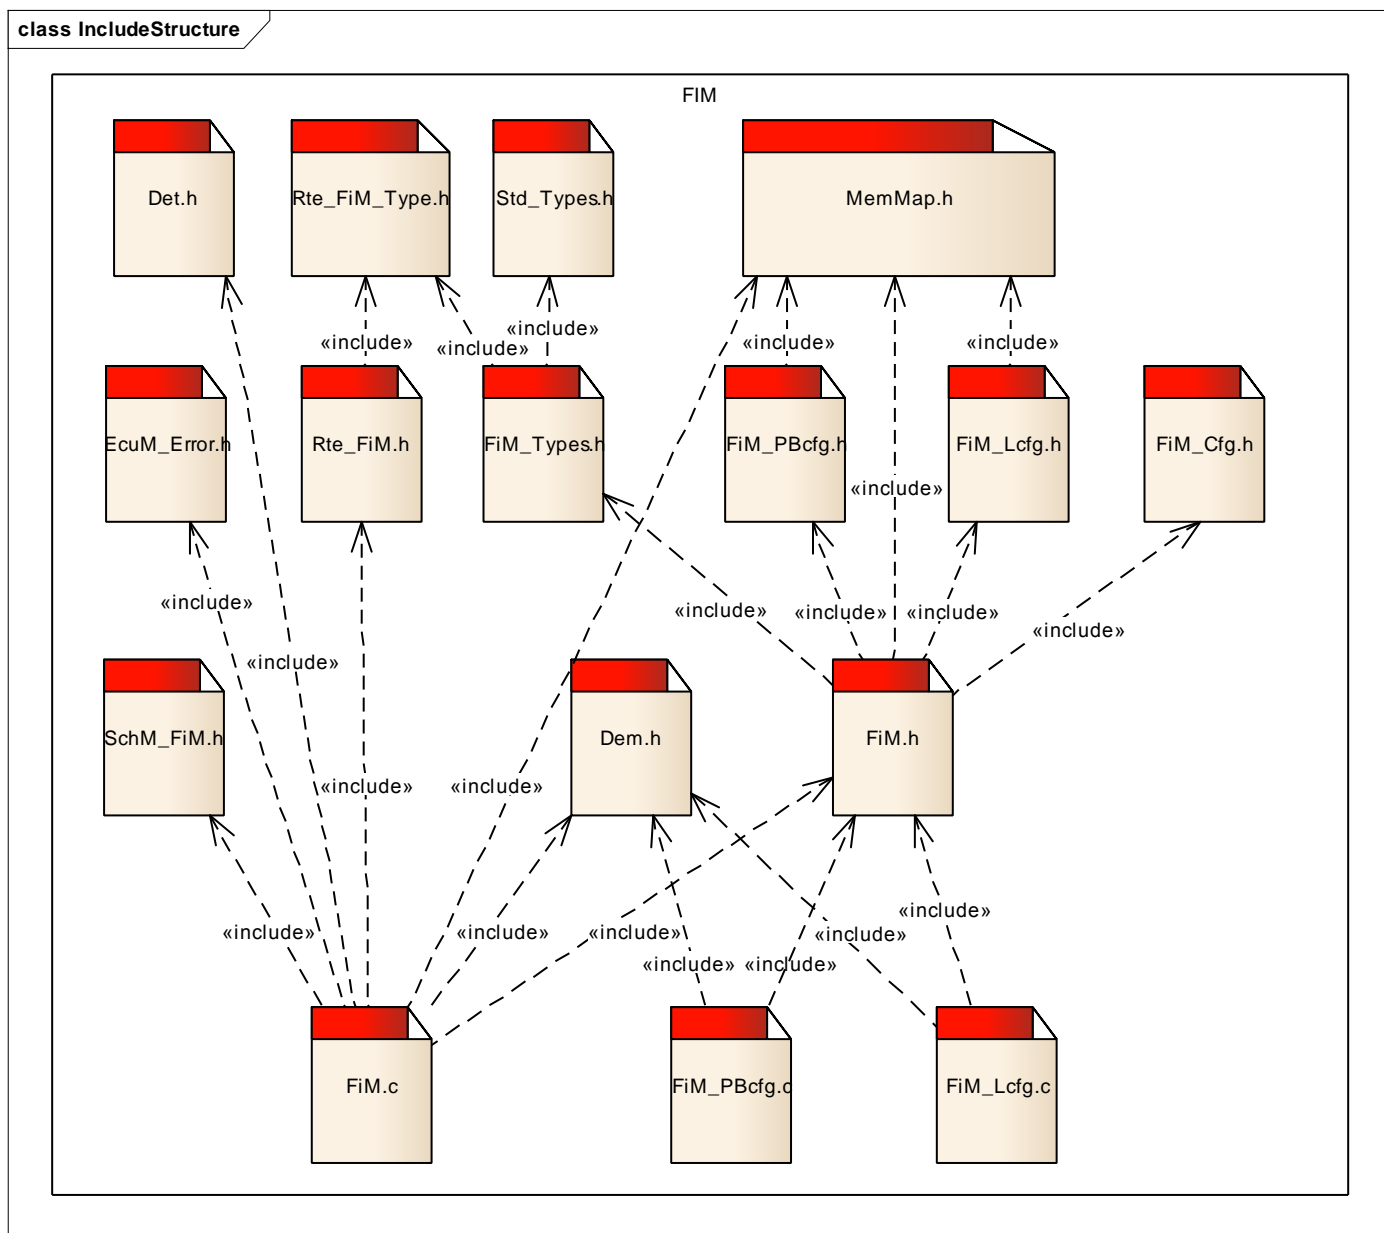 class IncludeStructure
FIM
Det.h
Rte_FiM_Type.h
Std_Types.h
MemMap.h
«include»
«include»
«include»
«include»
«include»
EcuM_Error.h
Rte_FiM.h
FiM_Types.h
FiM_PBcfg.h
FiM_Lcfg.h
FiM_Cfg.h
«include»
«include»
«include»
«include»
«include»
«include»
«include»
SchM_FiM.h
Dem.h
FiM.h
«include»
«include»
«include»
«include»
«include»
«include»
«include»
«include»
«include»
FiM.c
FiM_PBcfg.c
FiM_Lcfg.c